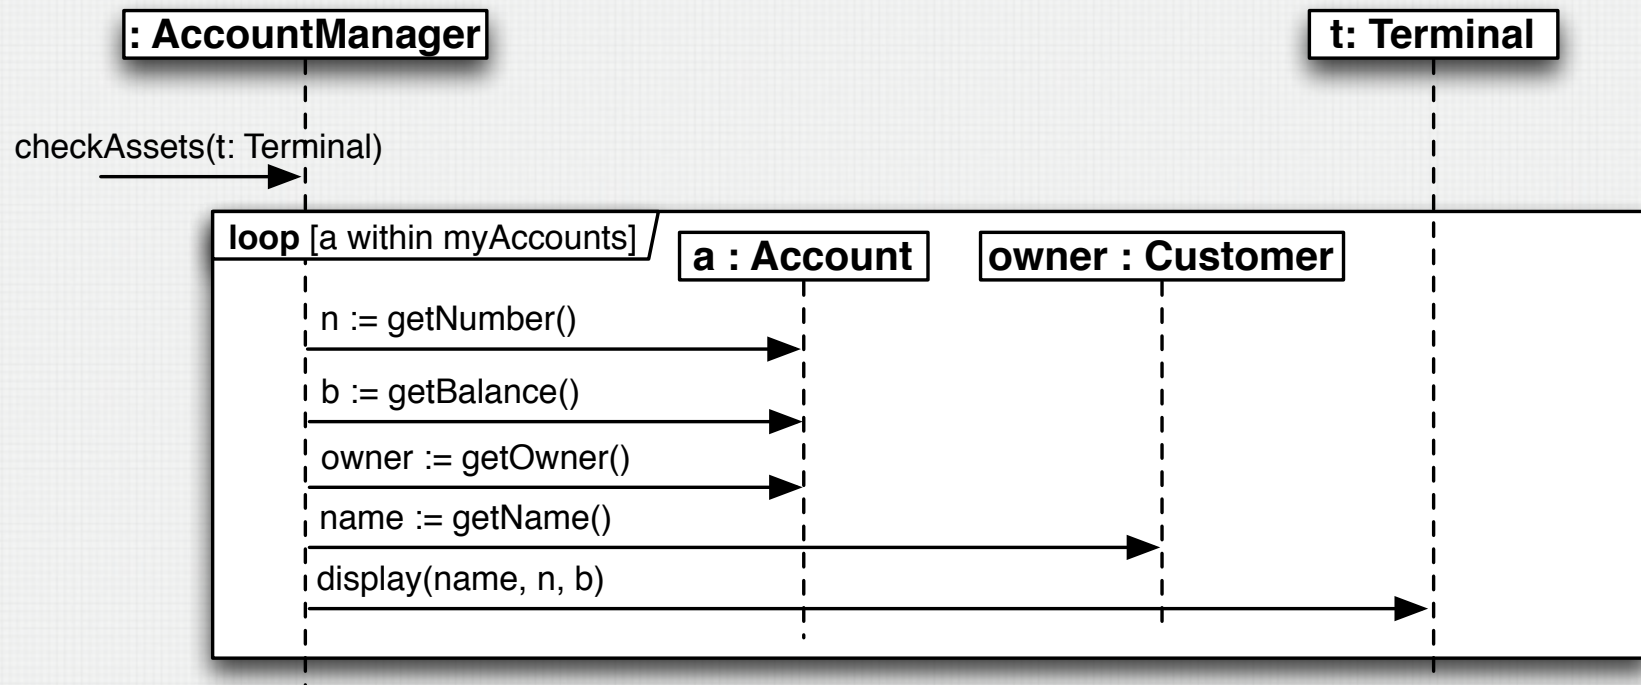 : AccountManager
t: Terminal
checkAssets(t: Terminal)
loop [a within myAccounts]
a : Account
owner : Customer
n := getNumber()
b := getBalance()
owner := getOwner()
name := getName()
display(name, n, b)